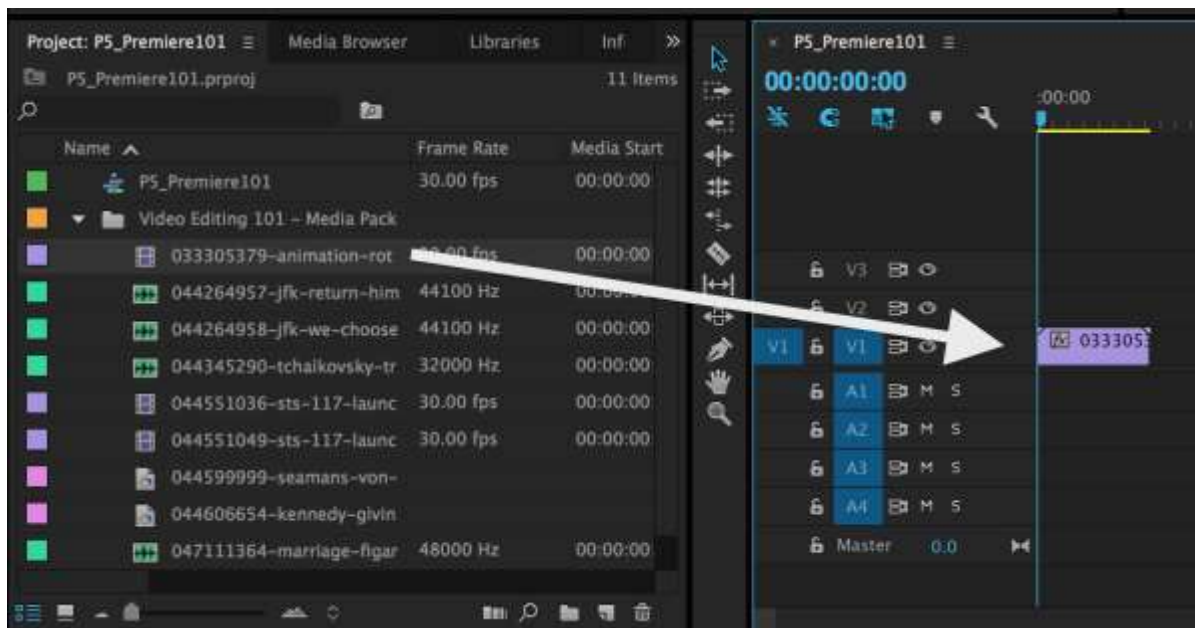 Project: P5_Premiere101 Media Browser Libraries Inf
P5_Premiere101.prproj 11 Items
Name Frame Rate Media Start
P5_Premiere101 30.00 fps 00:00:00
Video Editing 101 – Media Pack
033305379-animation-rot fps 00:00:00
044264957-jfk-return-him 44100 Hz
044264958-jfk-we-choose 44100 Hz 00:00:00
044345290-tchaikovsky-tr 32000 Hz 00:00:00
044551036-sts-117-launc 30.00 fps 00:00:00
044551049-sts-117-launc 30.00 fps 00:00:00
044599999-seamans-von-
044606654-kennedy-givin
047111364-marriage-figar 48000 Hz 00:00:00
× P5_Premiere101
00:00:00:00
:00:00
V3
V2
V1 V1 fx 033305
A1 M S
A2 M S
A3 M S
A4 M S
Master 0.0